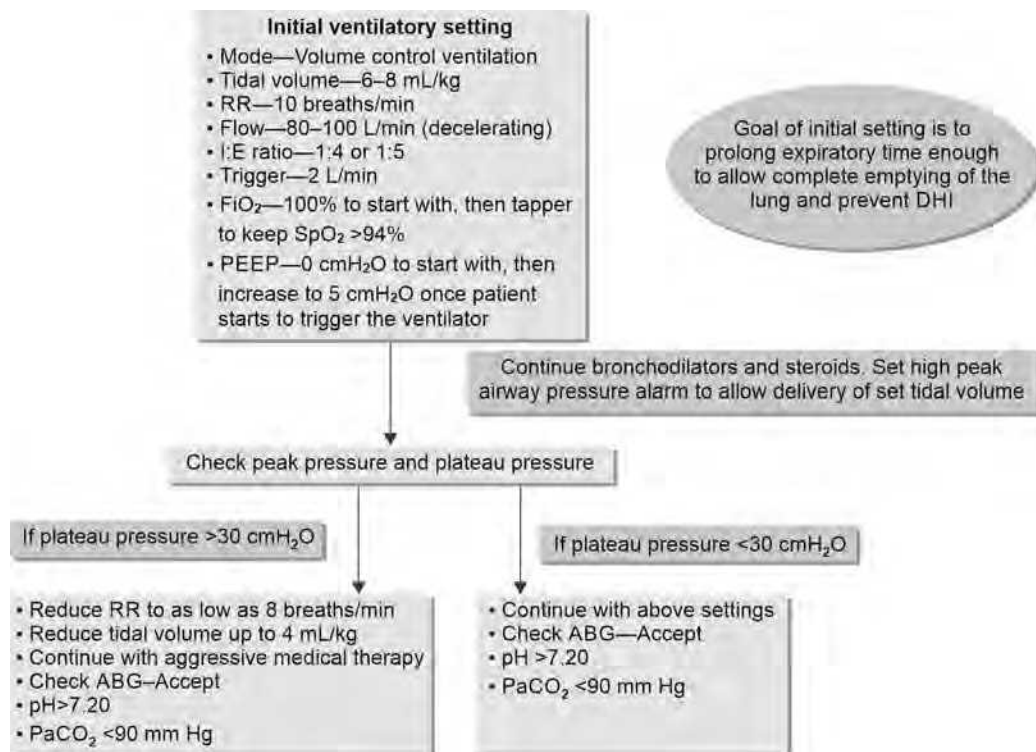 Initial ventilatory setting
• Mode—Volume control ventilation
• Tidal volume—6–8 mL/kg
• RR—10 breaths/min
• Flow—80–100 L/min (decelerating)
• I:E ratio—1:4 or 1:5
• Trigger—2 L/min
• FiO₂—100% to start with, then tapper
to keep SpO₂ >94%
• PEEP—0 cmH₂O to start with, then
increase to 5 cmH₂O once patient
starts to trigger the ventilator
Goal of initial setting is to
prolong expiratory time enough
to allow complete emptying of the
lung and prevent DHI
Continue bronchodilators and steroids. Set high peak
airway pressure alarm to allow delivery of set tidal volume
Check peak pressure and plateau pressure
If plateau pressure >30 cmH₂O
If plateau pressure <30 cmH₂O
• Reduce RR to as low as 8 breaths/min
• Reduce tidal volume up to 4 mL/kg
• Continue with aggressive medical therapy
• Check ABG–Accept
• pH>7.20
• PaCO₂ <90 mm Hg
• Continue with above settings
• Check ABG—Accept
• pH >7.20
• PaCO₂ <90 mm Hg